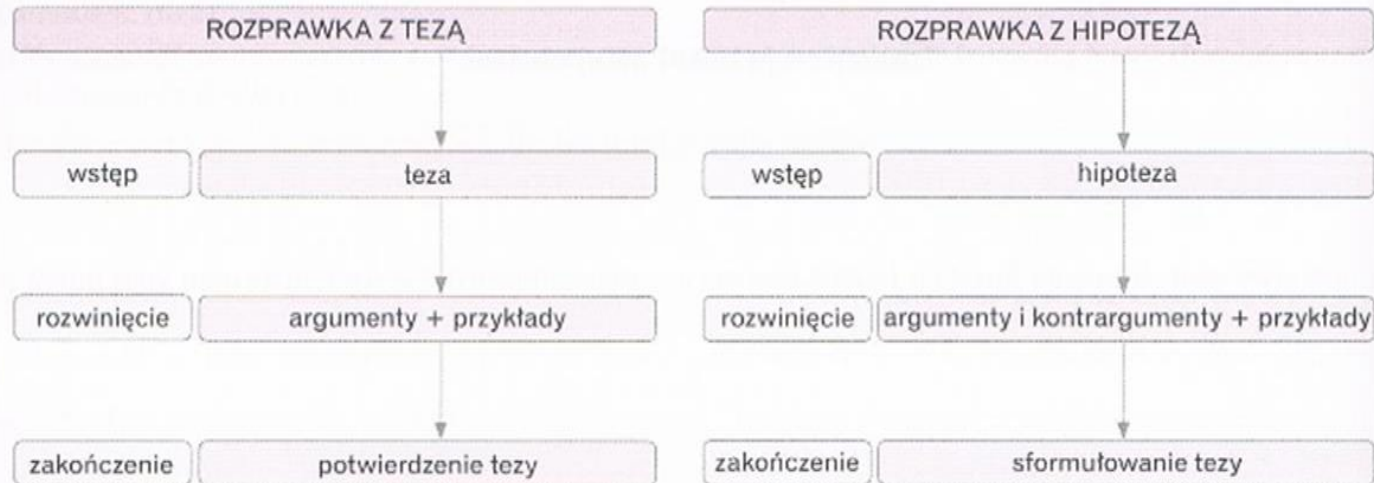 ROZPRAWKA Z TEZĄ
wstęp teza
rozwinięcie argumenty + przykłady
zakończenie potwierdzenie tezy
ROZPRAWKA Z HIPOTEZĄ
wstęp hipoteza
rozwinięcie argumenty i kontrargumenty + przykłady
zakończenie sformułowanie tezy